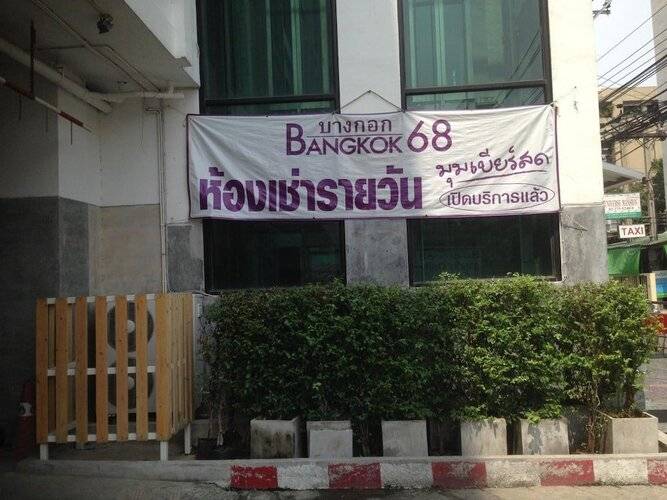 บางกอก
BANGKOK 68
ห้องเช่ารายวัน
มุมเบียร์สด
เปิดบริการแล้ว
TAXI